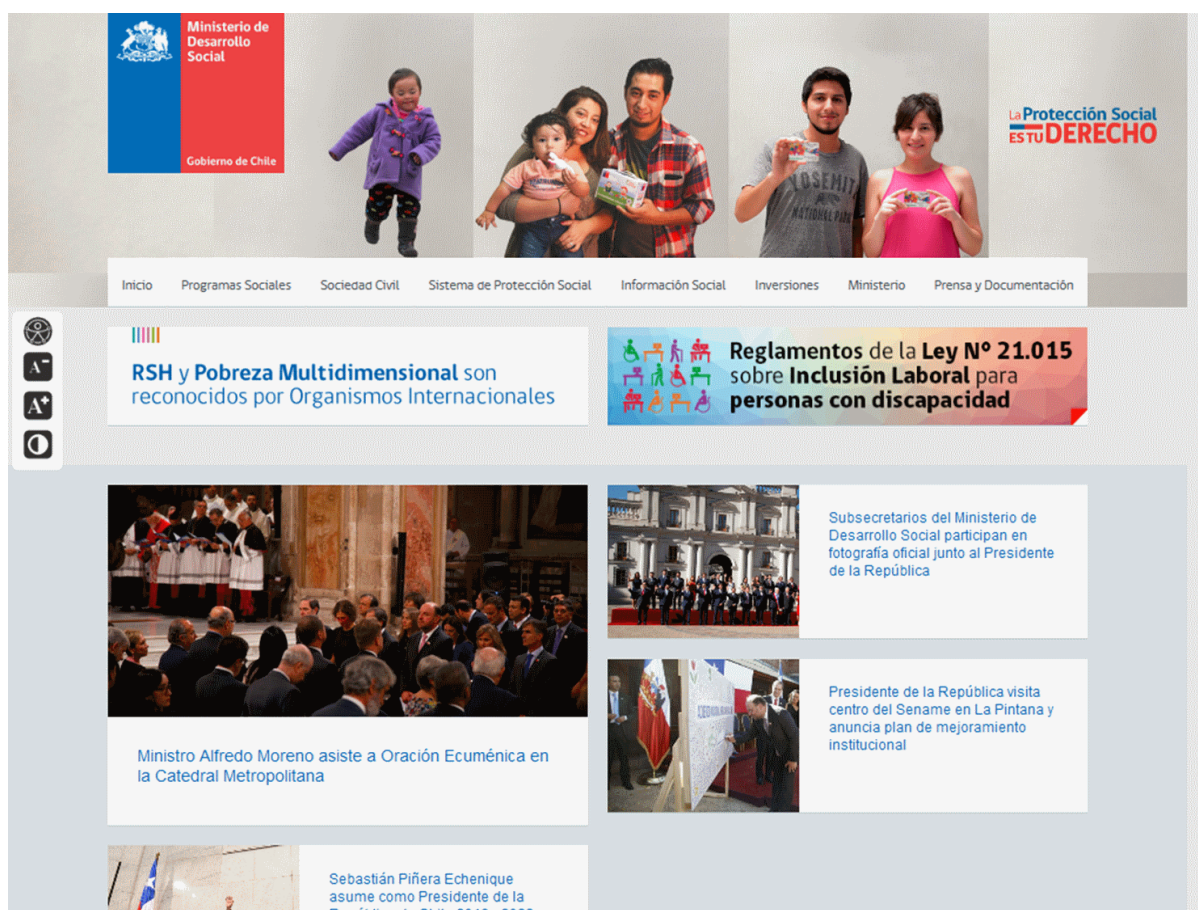 Ministerio de
Desarrollo
Social
Gobierno de Chile
La Protección Social
ES TU DERECHO
YOSEMITE
NATIONAL PARK
Inicio
Programas Sociales
Sociedad Civil
Sistema de Protección Social
Información Social
Inversiones
Ministerio
Prensa y Documentación
A-
A+
RSH y Pobreza Multidimensional son
reconocidos por Organismos Internacionales
Reglamentos de la Ley N° 21.015
sobre Inclusión Laboral para
personas con discapacidad
Ministro Alfredo Moreno asiste a Oración Ecuménica en
la Catedral Metropolitana
Subsecretarios del Ministerio de
Desarrollo Social participan en
fotografía oficial junto al Presidente
de la República
Presidente de la República visita
centro del Sename en La Pintana y
anuncia plan de mejoramiento
institucional
Sebastián Piñera Echenique
asume como Presidente de la